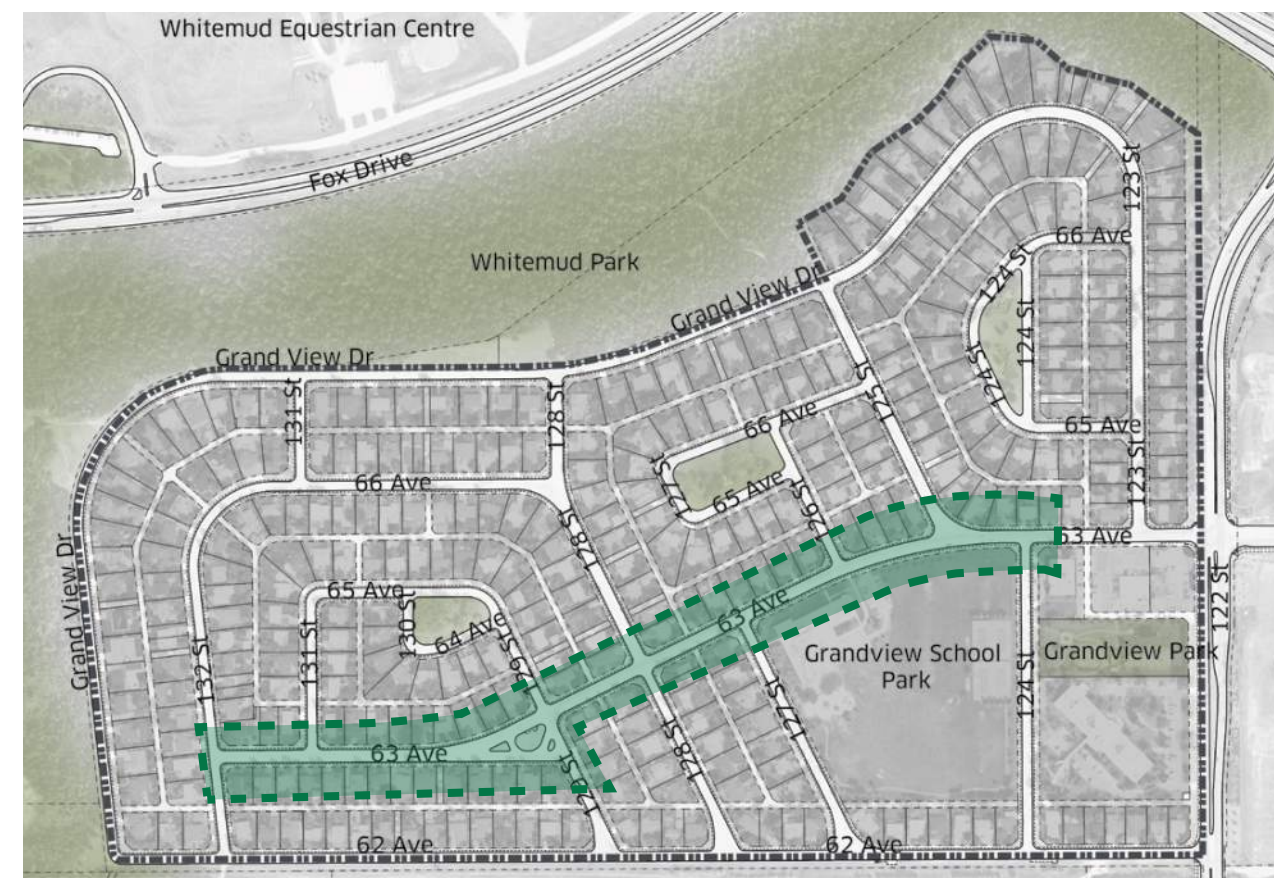 Whitemud Equestrian Centre
Fox Drive
123 St
66 Ave
Whitemud Park
124 St
Grand View Dr
124 St
Grand View Dr
124 St
125 St
131 St
128 St
66 Ave
65 Ave
123 St
66 Ave
127 St
65 Ave
126 St
128 St
63 Ave
Grand View Dr
65 Ave
63 Ave
122 St
130 St
131 St
64 Ave
129 St
132 St
Grandview School
Park
Grandview Park
124 St
127 St
128 St
63 Ave
129 St
62 Ave
62 Ave